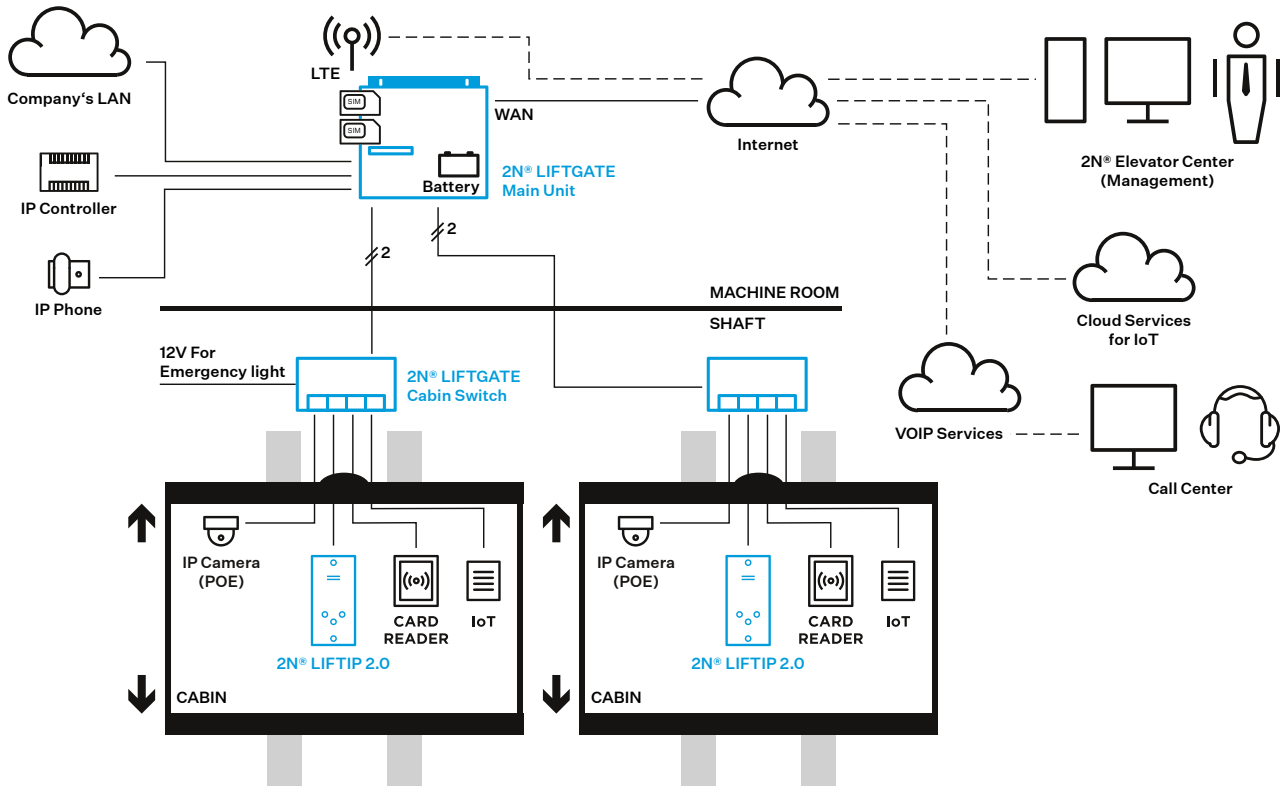 LTE
SIM
SIM
Company‘s LAN
WAN
Internet
2N® Elevator Center
(Management)
2N® LIFTGATE
Main Unit
Battery
IP Controller
2
2
IP Phone
MACHINE ROOM
SHAFT
Cloud Services
for IoT
12V For
Emergency light
2N® LIFTGATE
Cabin Switch
VOIP Services
Call Center
IP Camera
(POE)
CARD
READER
IoT
2N® LIFTIP 2.0
CABIN
IP Camera
(POE)
CARD
READER
IoT
2N® LIFTIP 2.0
CABIN